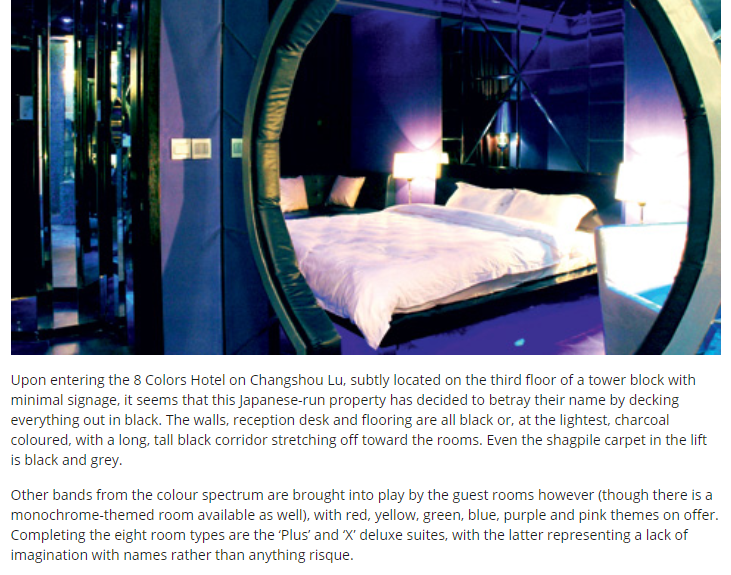 Upon entering the 8 Colors Hotel on Changshou Lu, subtly located on the third floor of a tower block with
minimal signage, it seems that this Japanese-run property has decided to betray their name by decking
everything out in black. The walls, reception desk and flooring are all black or, at the lightest, charcoal
coloured, with a long, tall black corridor stretching off toward the rooms. Even the shagpile carpet in the lift
is black and grey.
Other bands from the colour spectrum are brought into play by the guest rooms however (though there is a
monochrome-themed room available as well), with red, yellow, green, blue, purple and pink themes on offer.
Completing the eight room types are the ‘Plus’ and ‘X’ deluxe suites, with the latter representing a lack of
imagination with names rather than anything risque.